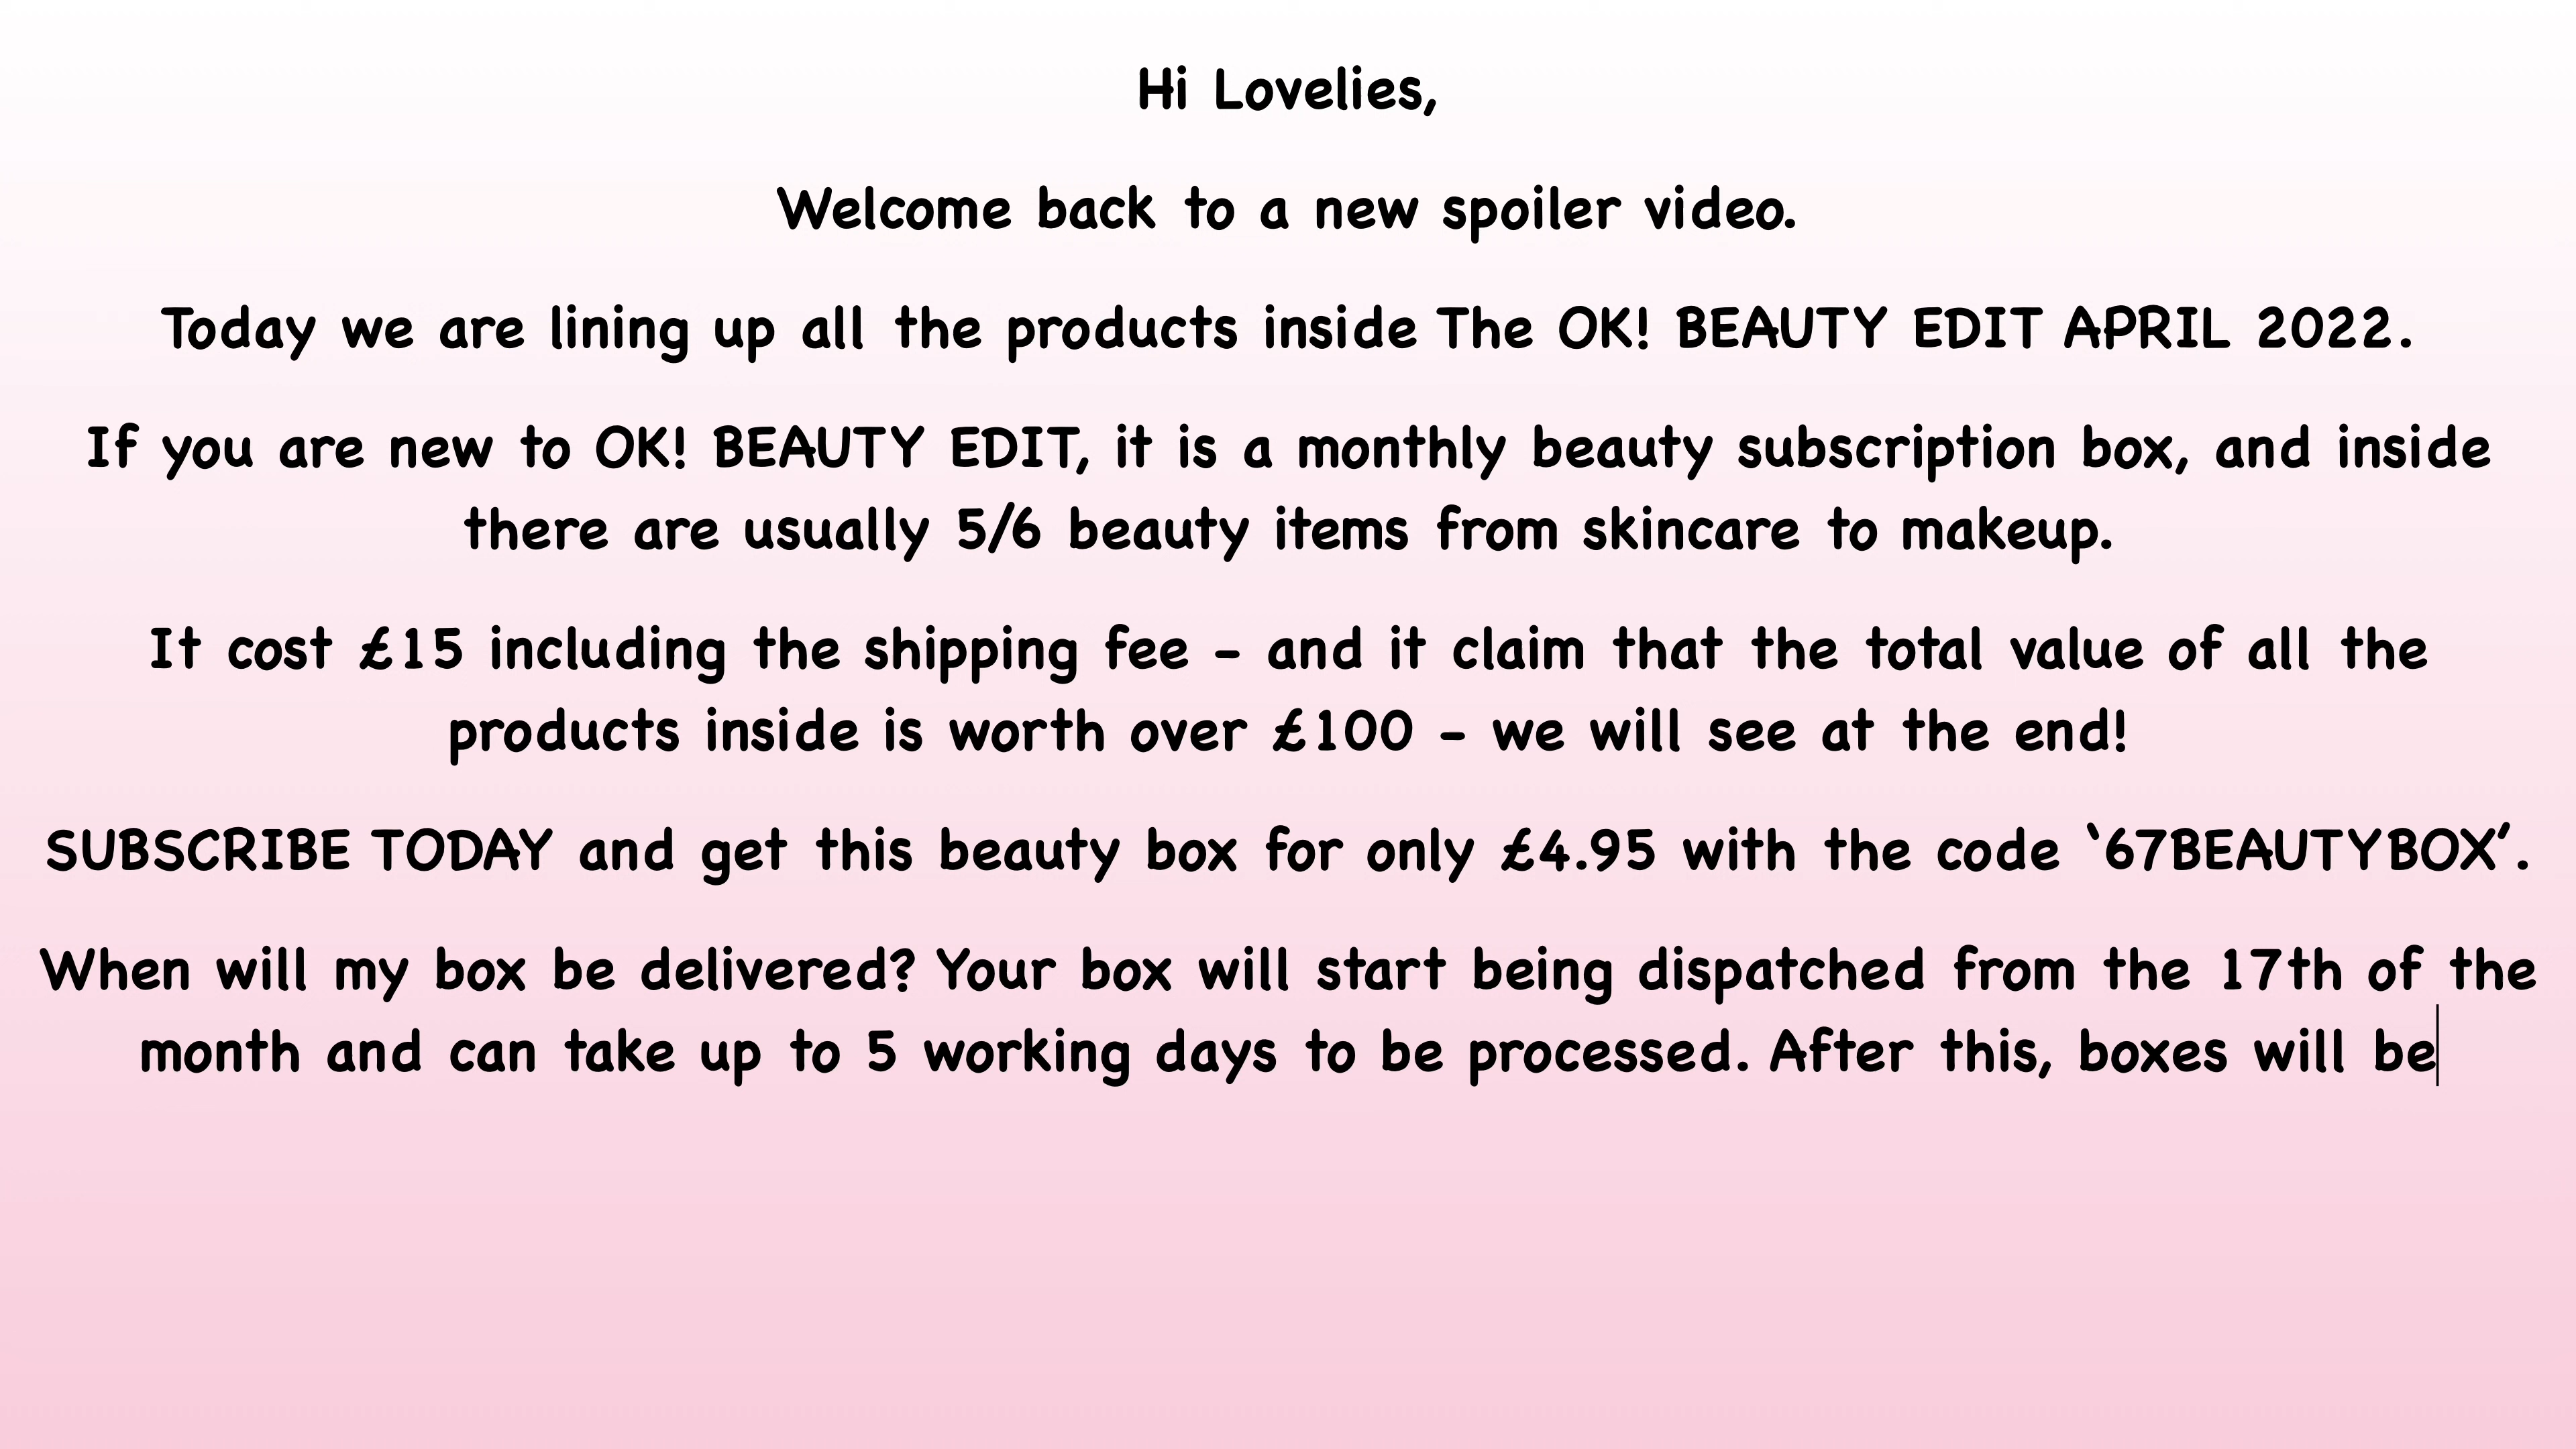 Hi Lovelies,
Welcome back to a new spoiler video.
Today we are lining up all the products inside The OK! BEAUTY EDIT APRIL 2022.
If you are new to OK! BEAUTY EDIT, it is a monthly beauty subscription box, and inside
there are usually 5/6 beauty items from skincare to makeup.
It cost £15 including the shipping fee - and it claim that the total value of all the
products inside is worth over £100 - we will see at the end!
SUBSCRIBE TODAY and get this beauty box for only £4.95 with the code ‘67BEAUTYBOX’.
When will my box be delivered? Your box will start being dispatched from the 17th of the
month and can take up to 5 working days to be processed. After this, boxes will be